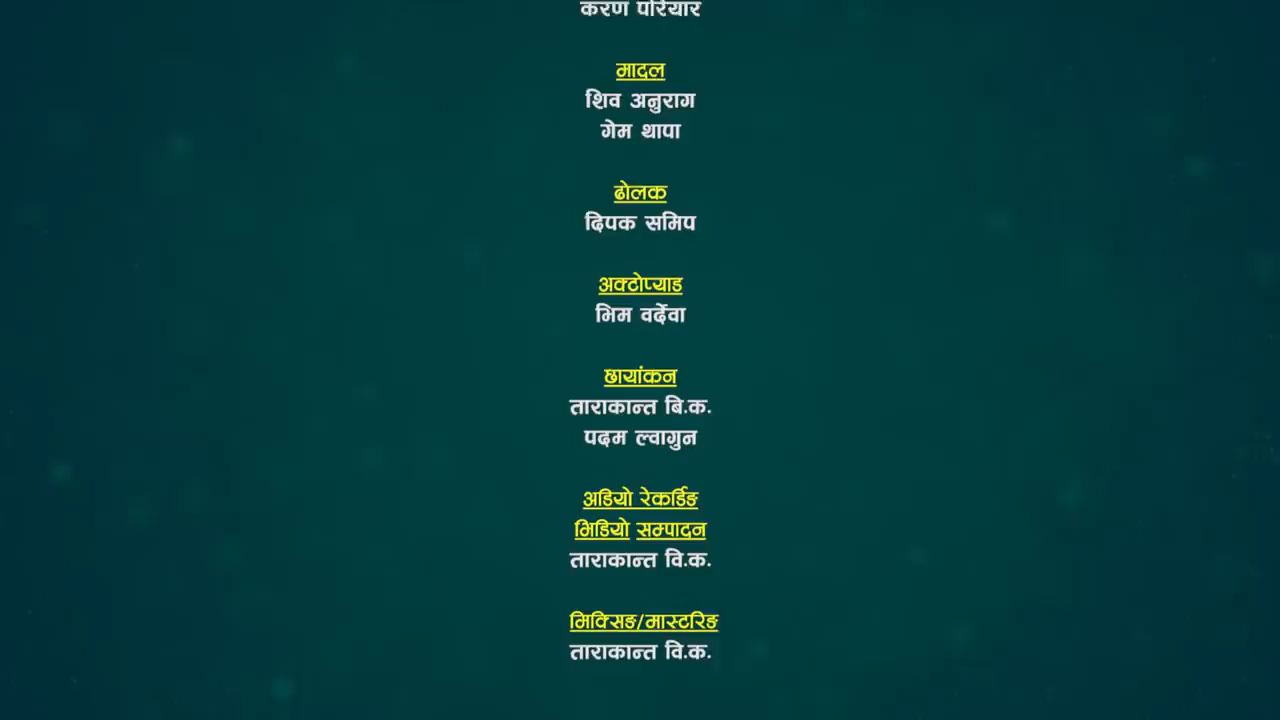 करण परियार
मादल
शिव अनुराग
गेम थापा
ढोलक
दिपक समिप
अक्टोप्याड
भिम वर्देवा
छायांकन
ताराकान्त बि.क.
पदम ल्वागुन
अडियो रेकर्डिङ
भिडियो सम्पादन
ताराकान्त वि.क.
मिक्सिङ/मास्टरिङ
ताराकान्त वि.क.